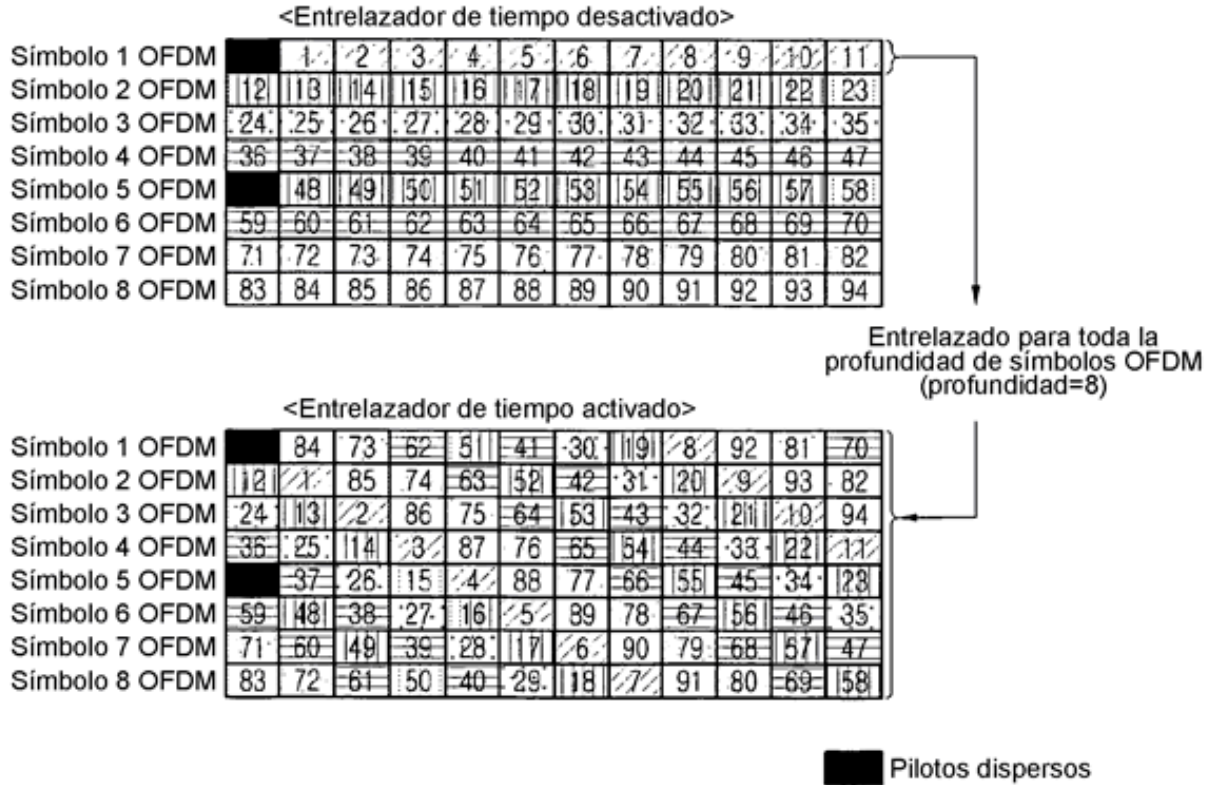 <Entrelazador de tiempo desactivado>
Símbolo 1 OFDM 1 2 3 4 5 6 7 8 9 10 11
Símbolo 2 OFDM 12 13 14 15 16 17 18 19 20 21 22 23
Símbolo 3 OFDM 24 25 26 27 28 29 30 31 32 33 34 35
Símbolo 4 OFDM 36 37 38 39 40 41 42 43 44 45 46 47
Símbolo 5 OFDM 48 49 50 51 52 53 54 55 56 57 58
Símbolo 6 OFDM 59 60 61 62 63 64 65 66 67 68 69 70
Símbolo 7 OFDM 71 72 73 74 75 76 77 78 79 80 81 82
Símbolo 8 OFDM 83 84 85 86 87 88 89 90 91 92 93 94
Entrelazado para toda la
profundidad de símbolos OFDM
(profundidad=8)
<Entrelazador de tiempo activado>
Símbolo 1 OFDM 84 73 62 51 41 30 19 8 92 81 70
Símbolo 2 OFDM 12 1 85 74 63 52 42 31 20 9 93 82
Símbolo 3 OFDM 24 13 2 86 75 64 53 43 32 21 10 94
Símbolo 4 OFDM 36 25 14 3 87 76 65 54 44 33 22 11
Símbolo 5 OFDM 37 26 15 4 88 77 66 55 45 34 23
Símbolo 6 OFDM 59 48 38 27 16 5 89 78 67 56 46 35
Símbolo 7 OFDM 71 60 49 39 28 17 6 90 79 68 57 47
Símbolo 8 OFDM 83 72 61 50 40 29 18 7 91 80 69 58
Pilotos dispersos